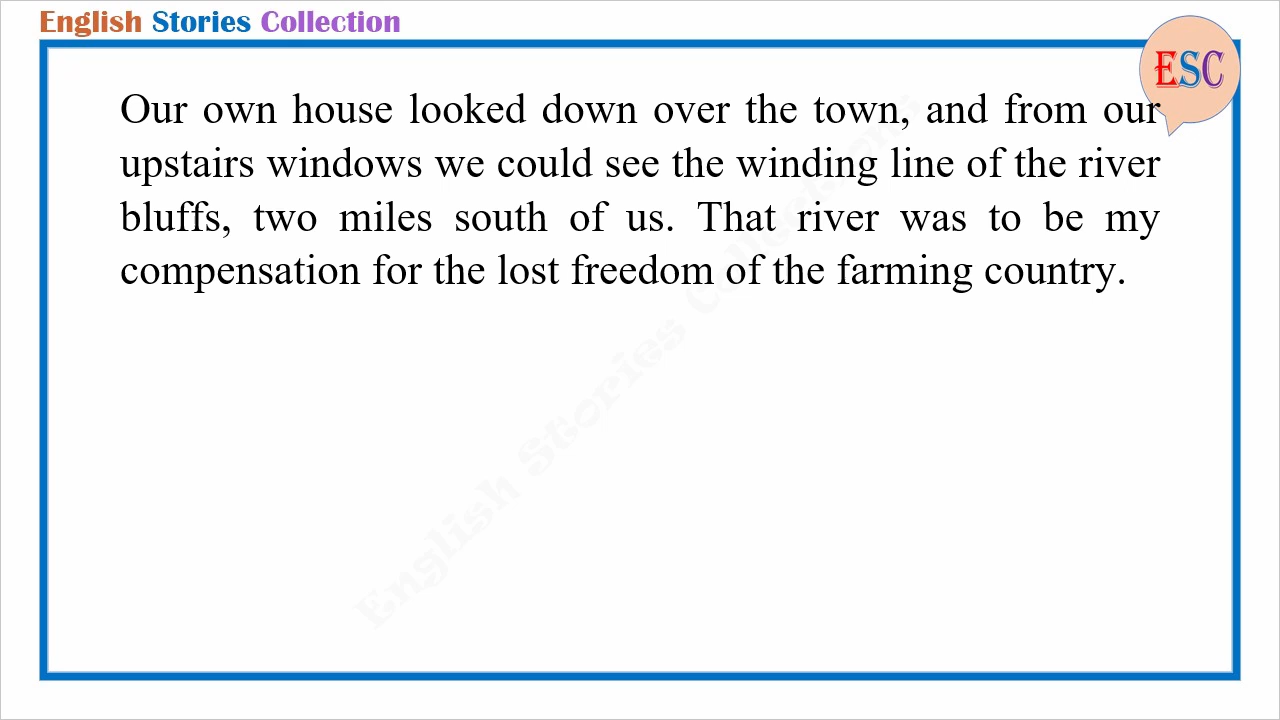 English Stories Collection
ESC
Our own house looked down over the town, and from our
upstairs windows we could see the winding line of the river
bluffs, two miles south of us. That river was to be my
compensation for the lost freedom of the farming country.
English Stories Collections